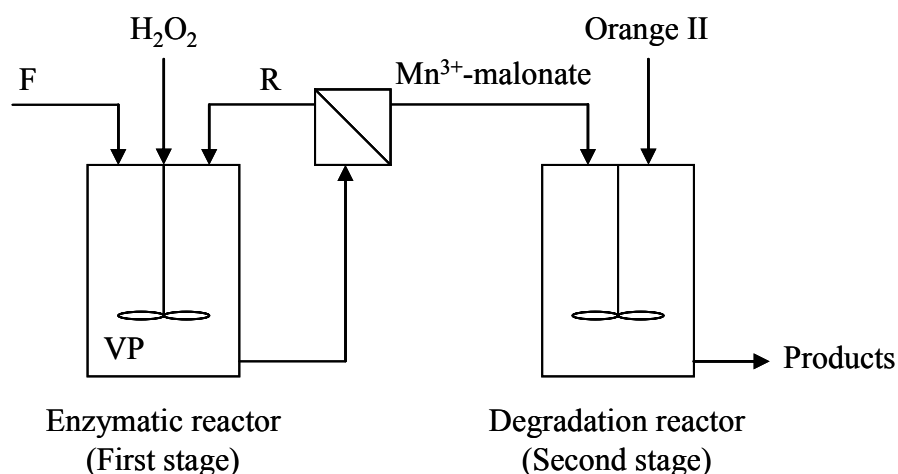 H₂O₂
Orange II
F
R
Mn³⁺-malonate
VP
Products
Enzymatic reactor
(First stage)
Degradation reactor
(Second stage)